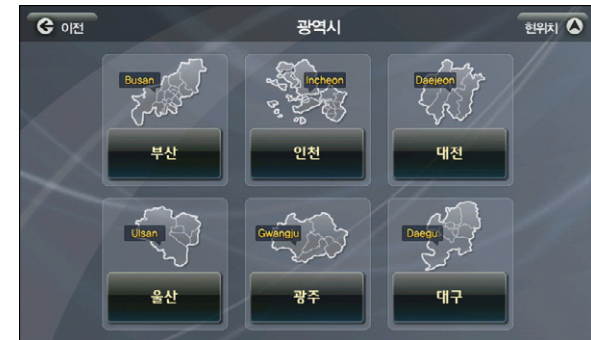 이전
광역시
현위치
Busan
Incheon
Daejeon
부산
인천
대전
Ulsan
Gwangju
Daegu
울산
광주
대구